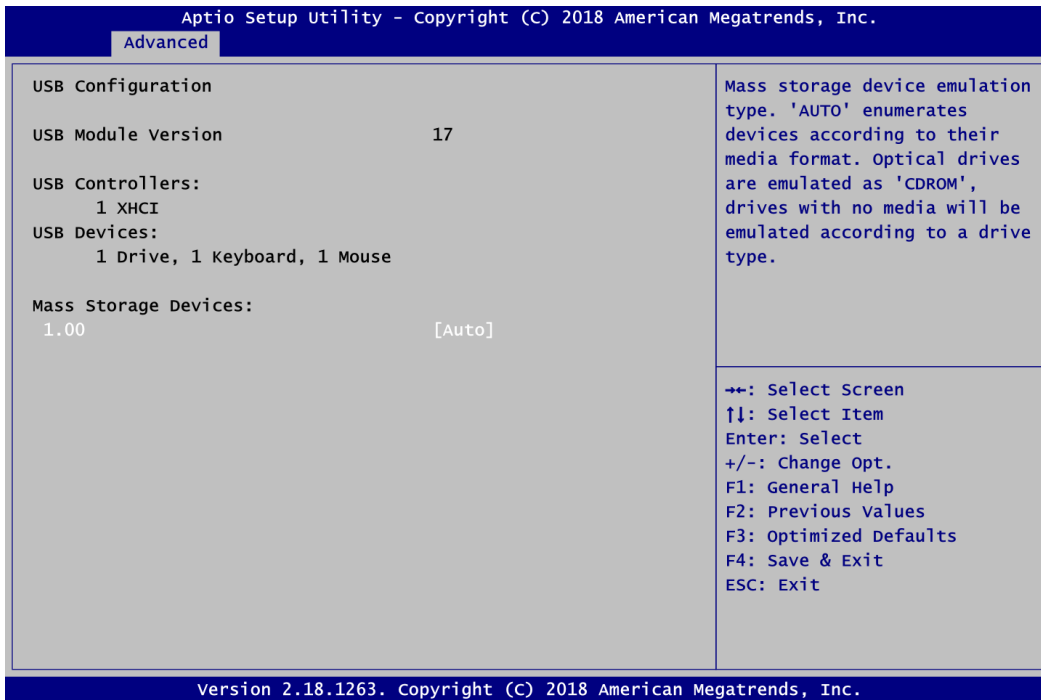 Aptio Setup Utility - Copyright (C) 2018 American Megatrends, Inc.
Advanced
USB Configuration
USB Module Version 17
USB Controllers:
1 XHCI
USB Devices:
1 Drive, 1 Keyboard, 1 Mouse
Mass Storage Devices:
1.00 [Auto]
Mass storage device emulation
type. 'AUTO' enumerates
devices according to their
media format. Optical drives
are emulated as 'CDROM',
drives with no media will be
emulated according to a drive
type.
→←: Select Screen
↑↓: Select Item
Enter: Select
+/-: Change Opt.
F1: General Help
F2: Previous Values
F3: Optimized Defaults
F4: Save & Exit
ESC: Exit
Version 2.18.1263. Copyright (C) 2018 American Megatrends, Inc.